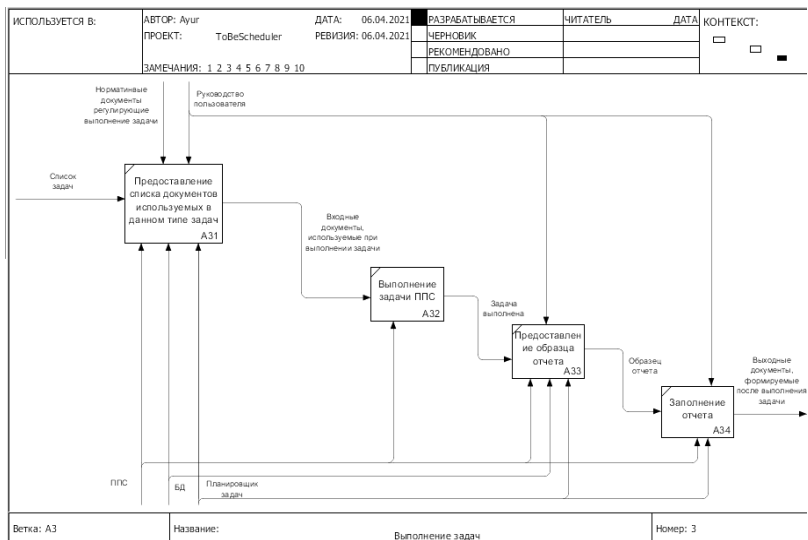 ИСПОЛЬЗУЕТСЯ В:
АВТОР: Ayur
ДАТА: 06.04.2021
ПРОЕКТ: ToBeScheduler
РЕВИЗИЯ: 06.04.2021
ЗАМЕЧАНИЯ: 1 2 3 4 5 6 7 8 9 10
РАЗРАБАТЫВАЕТСЯ
ЧЕРНОВИК
РЕКОМЕНДОВАНО
ПУБЛИКАЦИЯ
ЧИТАТЕЛЬ
ДАТА
КОНТЕКСТ:
Нормативные
документы
регулирующие
выполнение задачи
Руководство
пользователя
Список
задач
Предоставление
списка документов
используемых в
данном типе задач
A31
Входные
документы,
используемые при
выполнении задачи
Выполнение
задачи ППС
A32
Задача
выполнена
Предоставлен
ие образца
отчета
A33
Образец
отчета
Заполнение
отчета
A34
Выходные
документы,
формируемые
после выполнения
задачи
ППС
БД
Планировщик
задач
Ветка: A3
Название:
Выполнение задач
Номер: 3